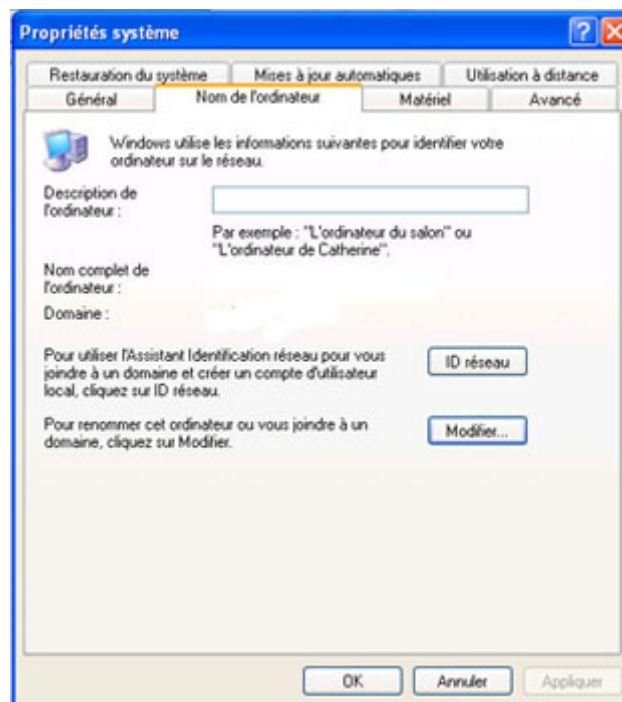 Propriétés système
Restauration du système
Mises à jour automatiques
Utilisation à distance
Général
Nom de l'ordinateur
Matériel
Avancé
Windows utilise les informations suivantes pour identifier votre
ordinateur sur le réseau.
Description de
l'ordinateur :
Par exemple : "L'ordinateur du salon" ou
"L'ordinateur de Catherine".
Nom complet de
l'ordinateur :
Domaine :
Pour utiliser l'Assistant Identification réseau pour vous
joindre à un domaine et créer un compte d'utilisateur
local, cliquez sur ID réseau.
ID réseau
Pour renommer cet ordinateur ou vous joindre à un
domaine, cliquez sur Modifier.
Modifier...
OK
Annuler
Appliquer